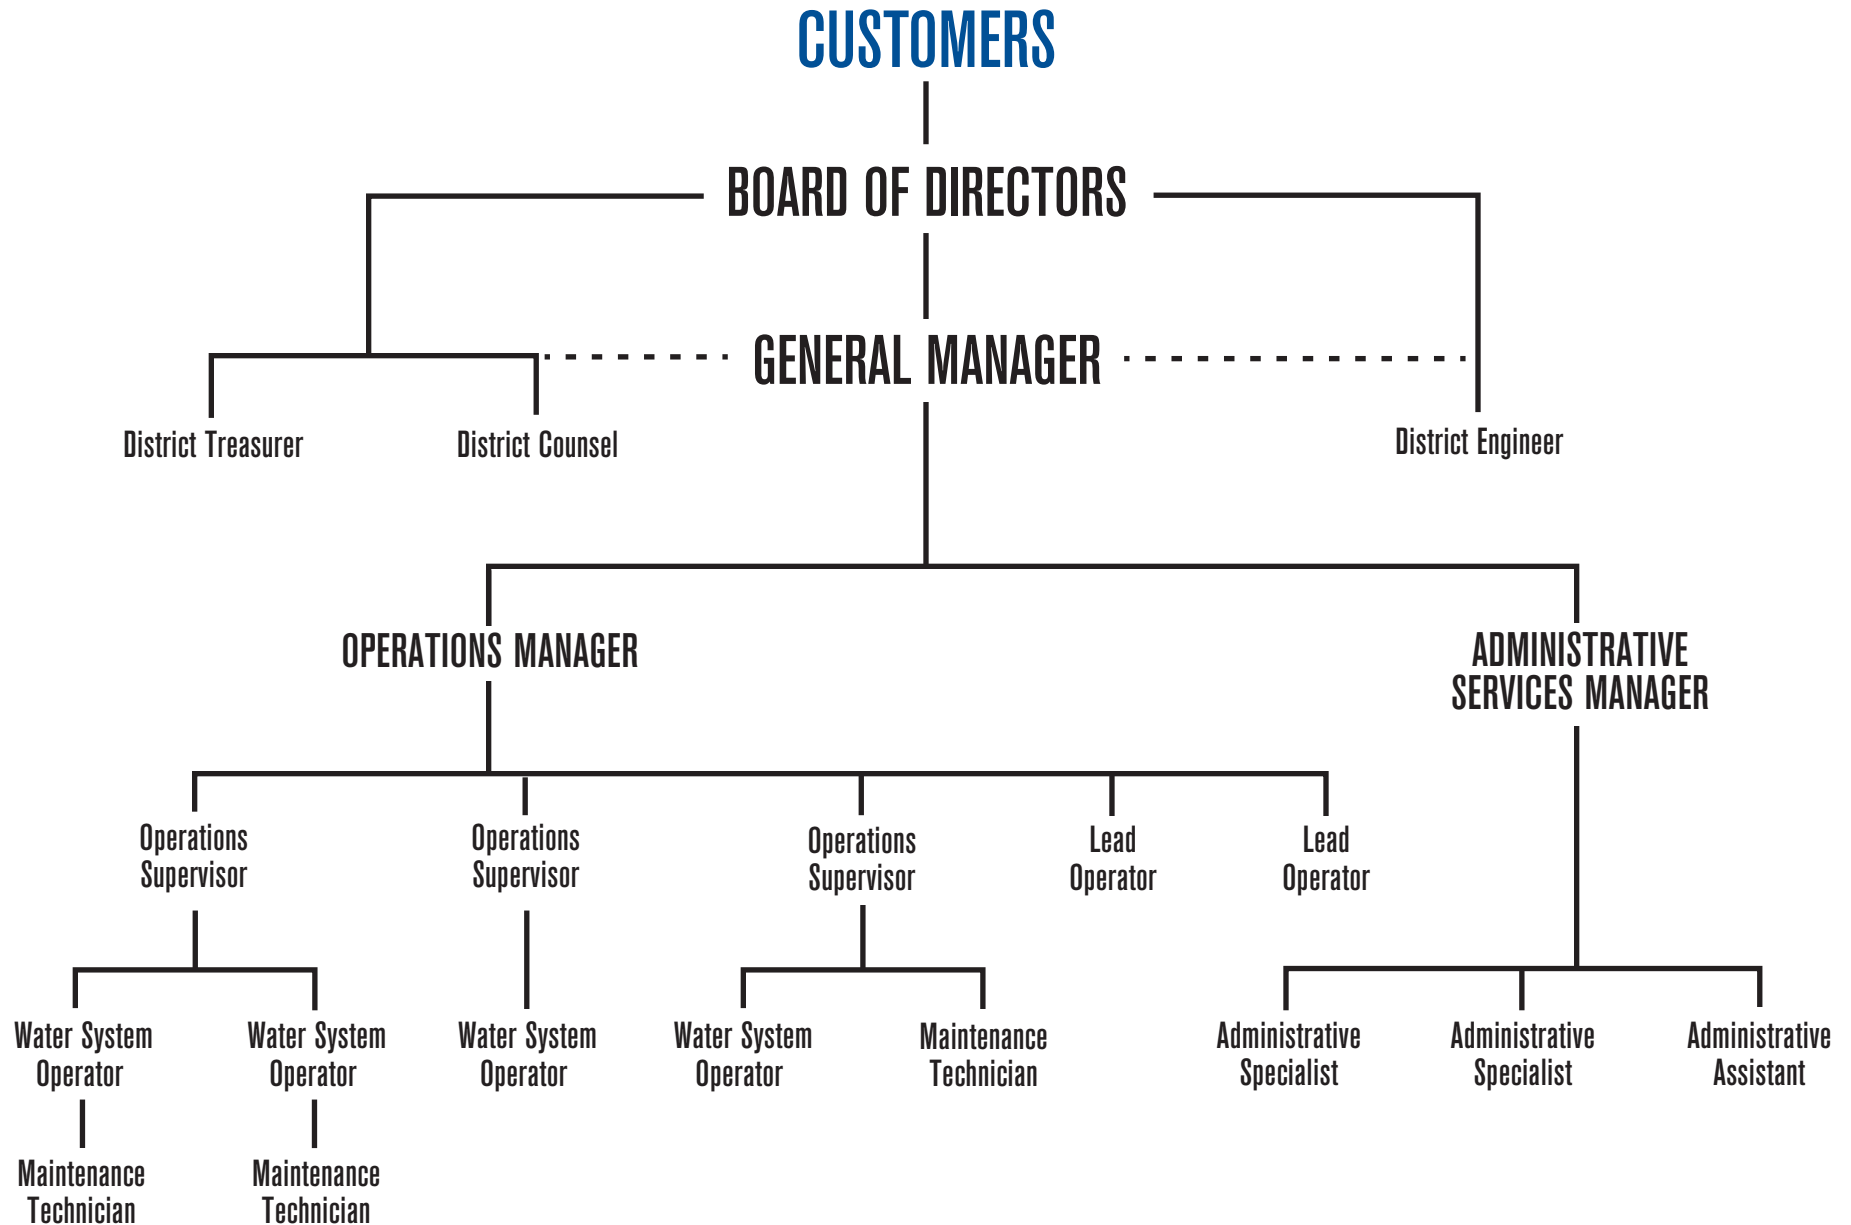 CUSTOMERS
BOARD OF DIRECTORS
GENERAL MANAGER
District Treasurer
District Counsel
District Engineer
OPERATIONS MANAGER
ADMINISTRATIVE
SERVICES MANAGER
Operations
Supervisor
Operations
Supervisor
Operations
Supervisor
Lead
Operator
Lead
Operator
Water System
Operator
Water System
Operator
Water System
Operator
Water System
Operator
Maintenance
Technician
Administrative
Specialist
Administrative
Specialist
Administrative
Assistant
Maintenance
Technician
Maintenance
Technician